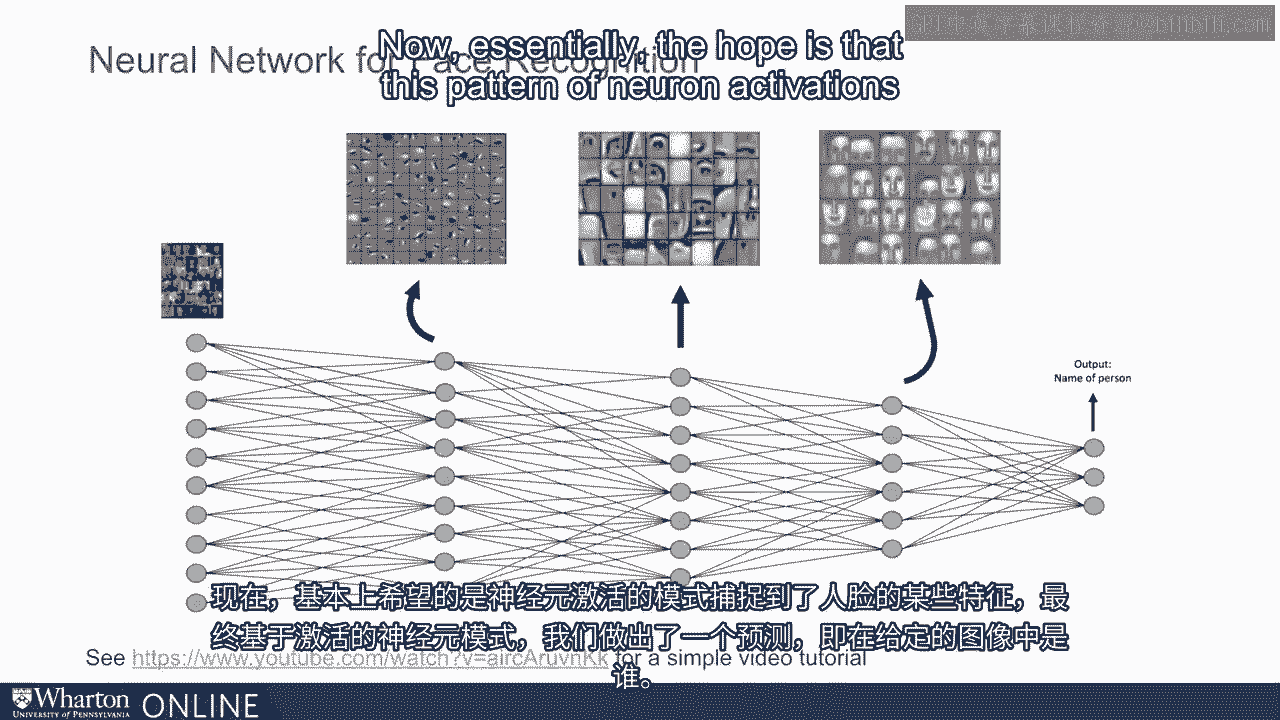 Now, essentially, the hope is that
this pattern of neuron activations
Neural Network for Face Recognition
Output:
Name of person
现在，基本上希望的是神经元激活的模式捕捉到了人脸的某些特征，最
终基于激活的神经元模式，我们做出了一个预测，即在给定的图像中是
谁。
See https://www.youtube.com/watch?v=aircAruvnKk for a simple video tutorial
Wharton
UNIVERSITY of PENNSYLVANIA
ONLINE